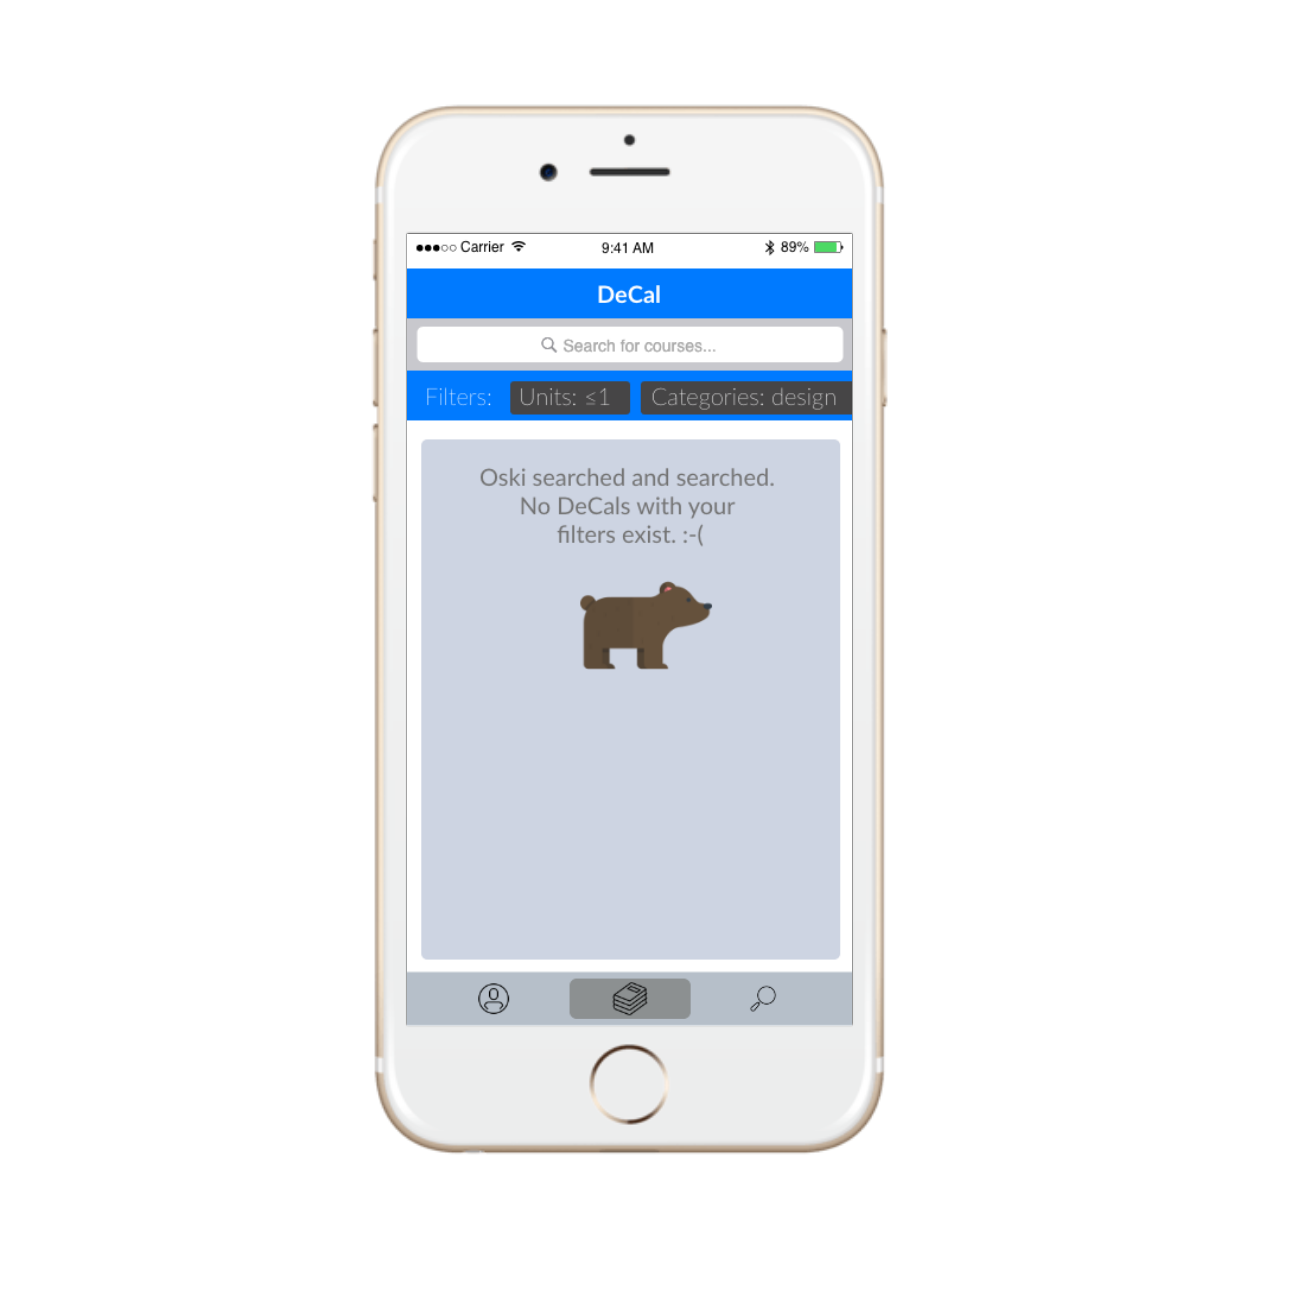 Carrier 9:41 AM 89%
DeCal
Search for courses...
Filters: Units: ≤1 Categories: design
Oski searched and searched.
No DeCals with your
filters exist. :-(